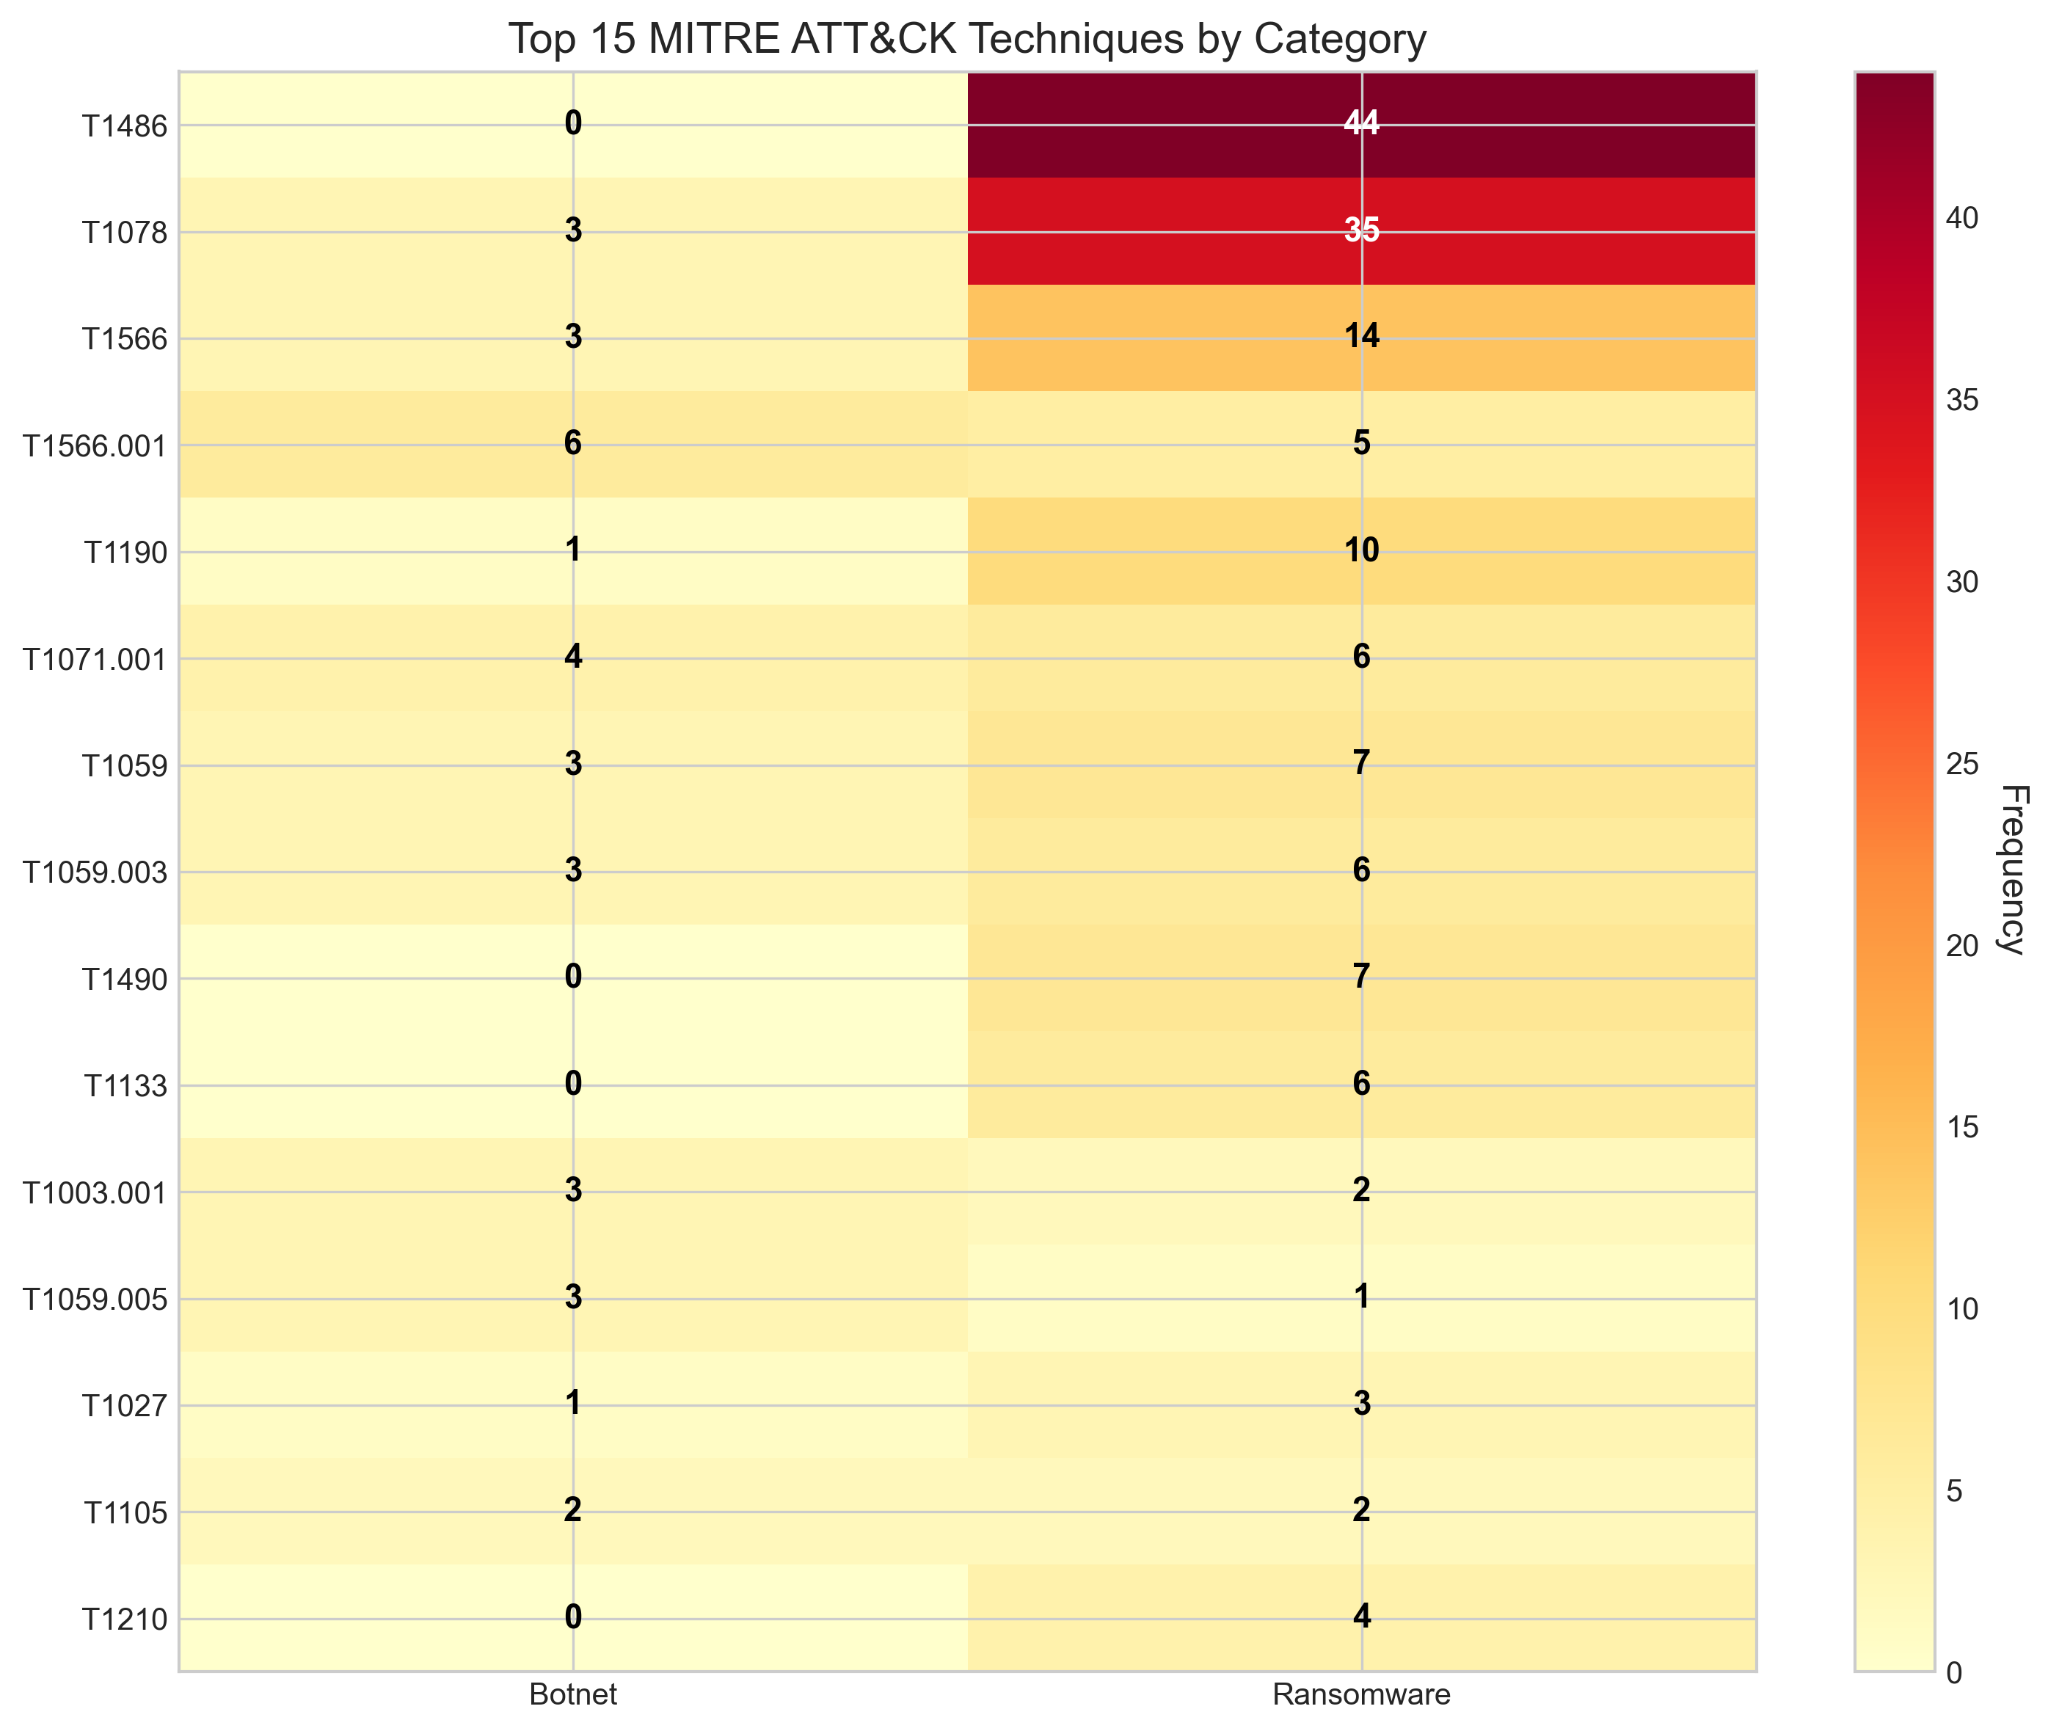 Top 15 MITRE ATT&CK Techniques by Category
T1486 0 44
T1078 3 35
T1566 3 14
T1566.001 6 5
T1190 1 10
T1071.001 4 6
T1059 3 7
T1059.003 3 6
T1490 0 7
T1133 0 6
T1003.001 3 2
T1059.005 3 1
T1027 1 3
T1105 2 2
T1210 0 4
Botnet Ransomware
40
35
30
25
20
15
10
5
0
Frequency